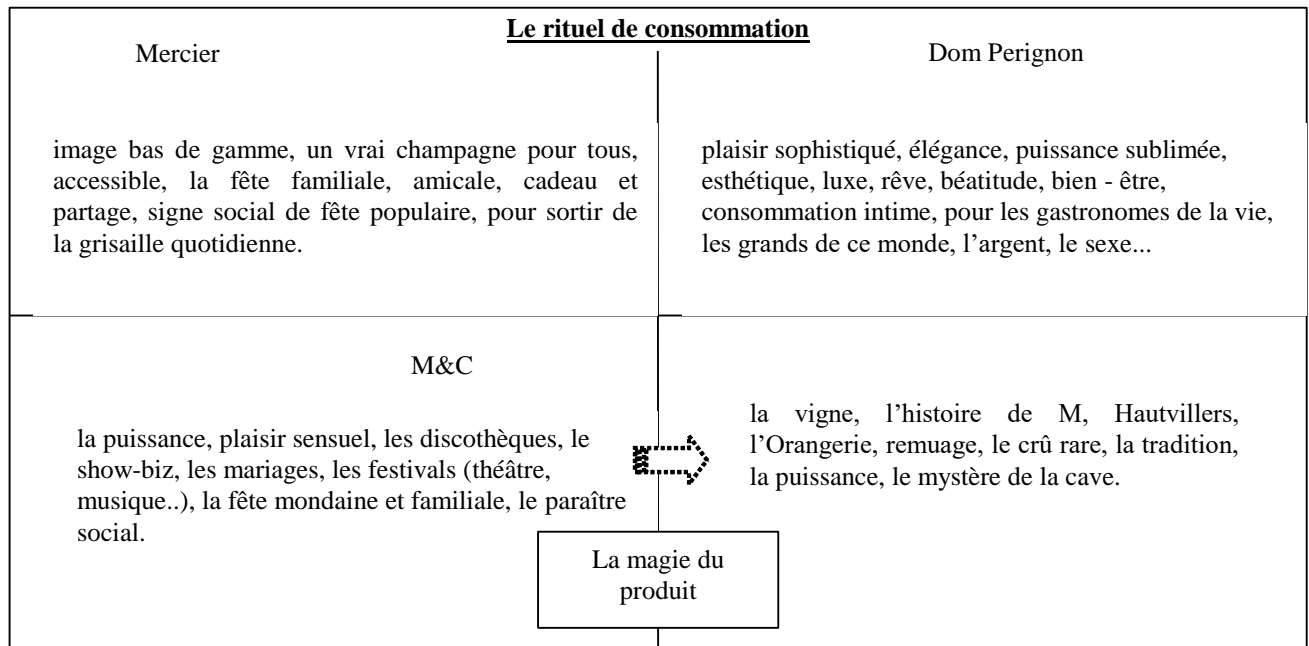 Le rituel de consommation
Mercier
Dom Perignon
image bas de gamme, un vrai champagne pour tous,
accessible, la fête familiale, amicale, cadeau et
partage, signe social de fête populaire, pour sortir de
la grisaille quotidienne.
plaisir sophistiqué, élégance, puissance sublimée,
esthétique, luxe, rêve, béatitude, bien - être,
consommation intime, pour les gastronomes de la vie,
les grands de ce monde, l’argent, le sexe...
M&C
la puissance, plaisir sensuel, les discothèques, le
show-biz, les mariages, les festivals (théâtre,
musique..), la fête mondaine et familiale, le paraître
social.
la vigne, l’histoire de M, Hautvillers,
l’Orangerie, remuage, le crû rare, la tradition,
la puissance, le mystère de la cave.
La magie du
produit